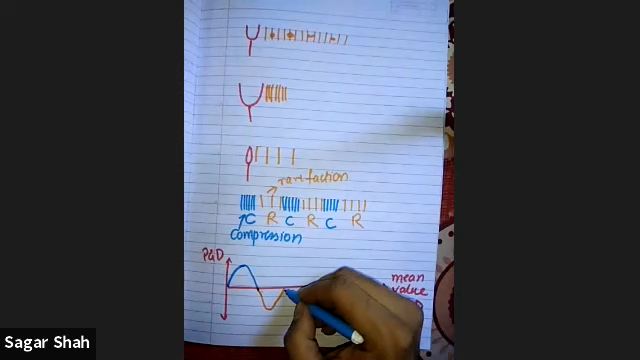 rarefaction
C R C R C R
compression
P&D
mean
value
Sagar Shah